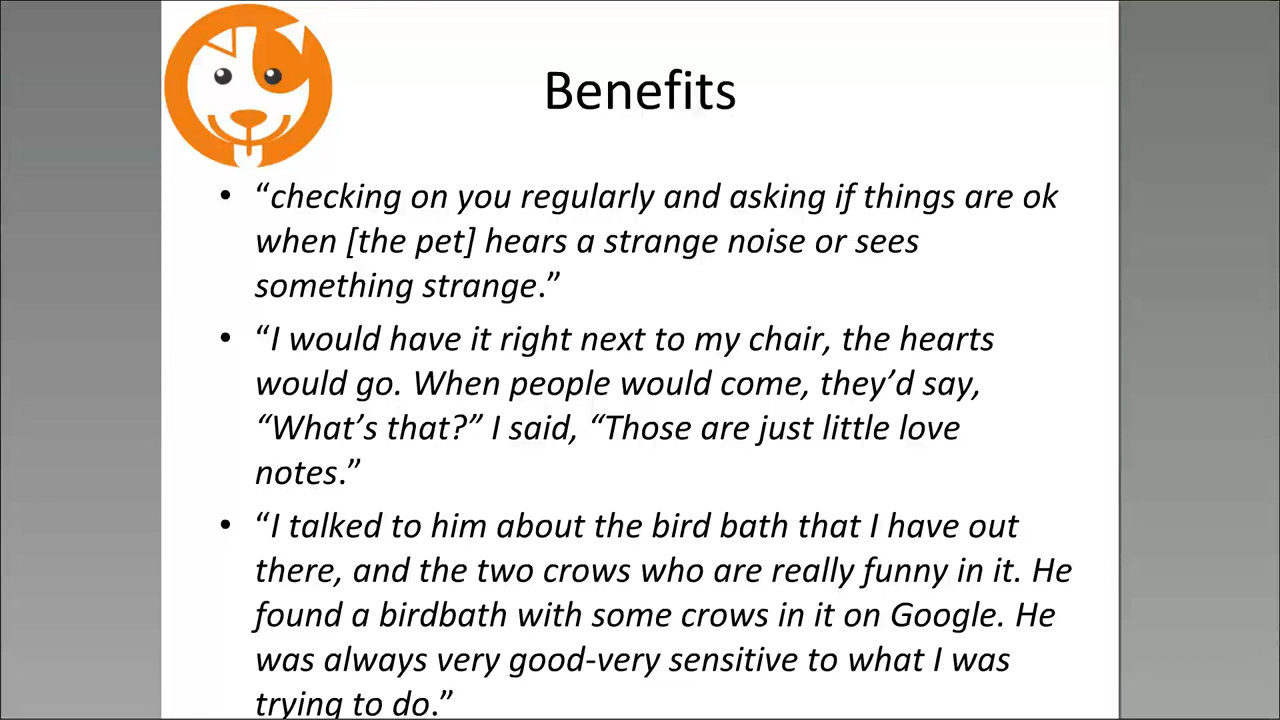 Benefits
• “checking on you regularly and asking if things are ok
when [the pet] hears a strange noise or sees
something strange.”
• “I would have it right next to my chair, the hearts
would go. When people would come, they’d say,
“What’s that?” I said, “Those are just little love
notes.”
• “I talked to him about the bird bath that I have out
there, and the two crows who are really funny in it. He
found a birdbath with some crows in it on Google. He
was always very good-very sensitive to what I was
trying to do.”